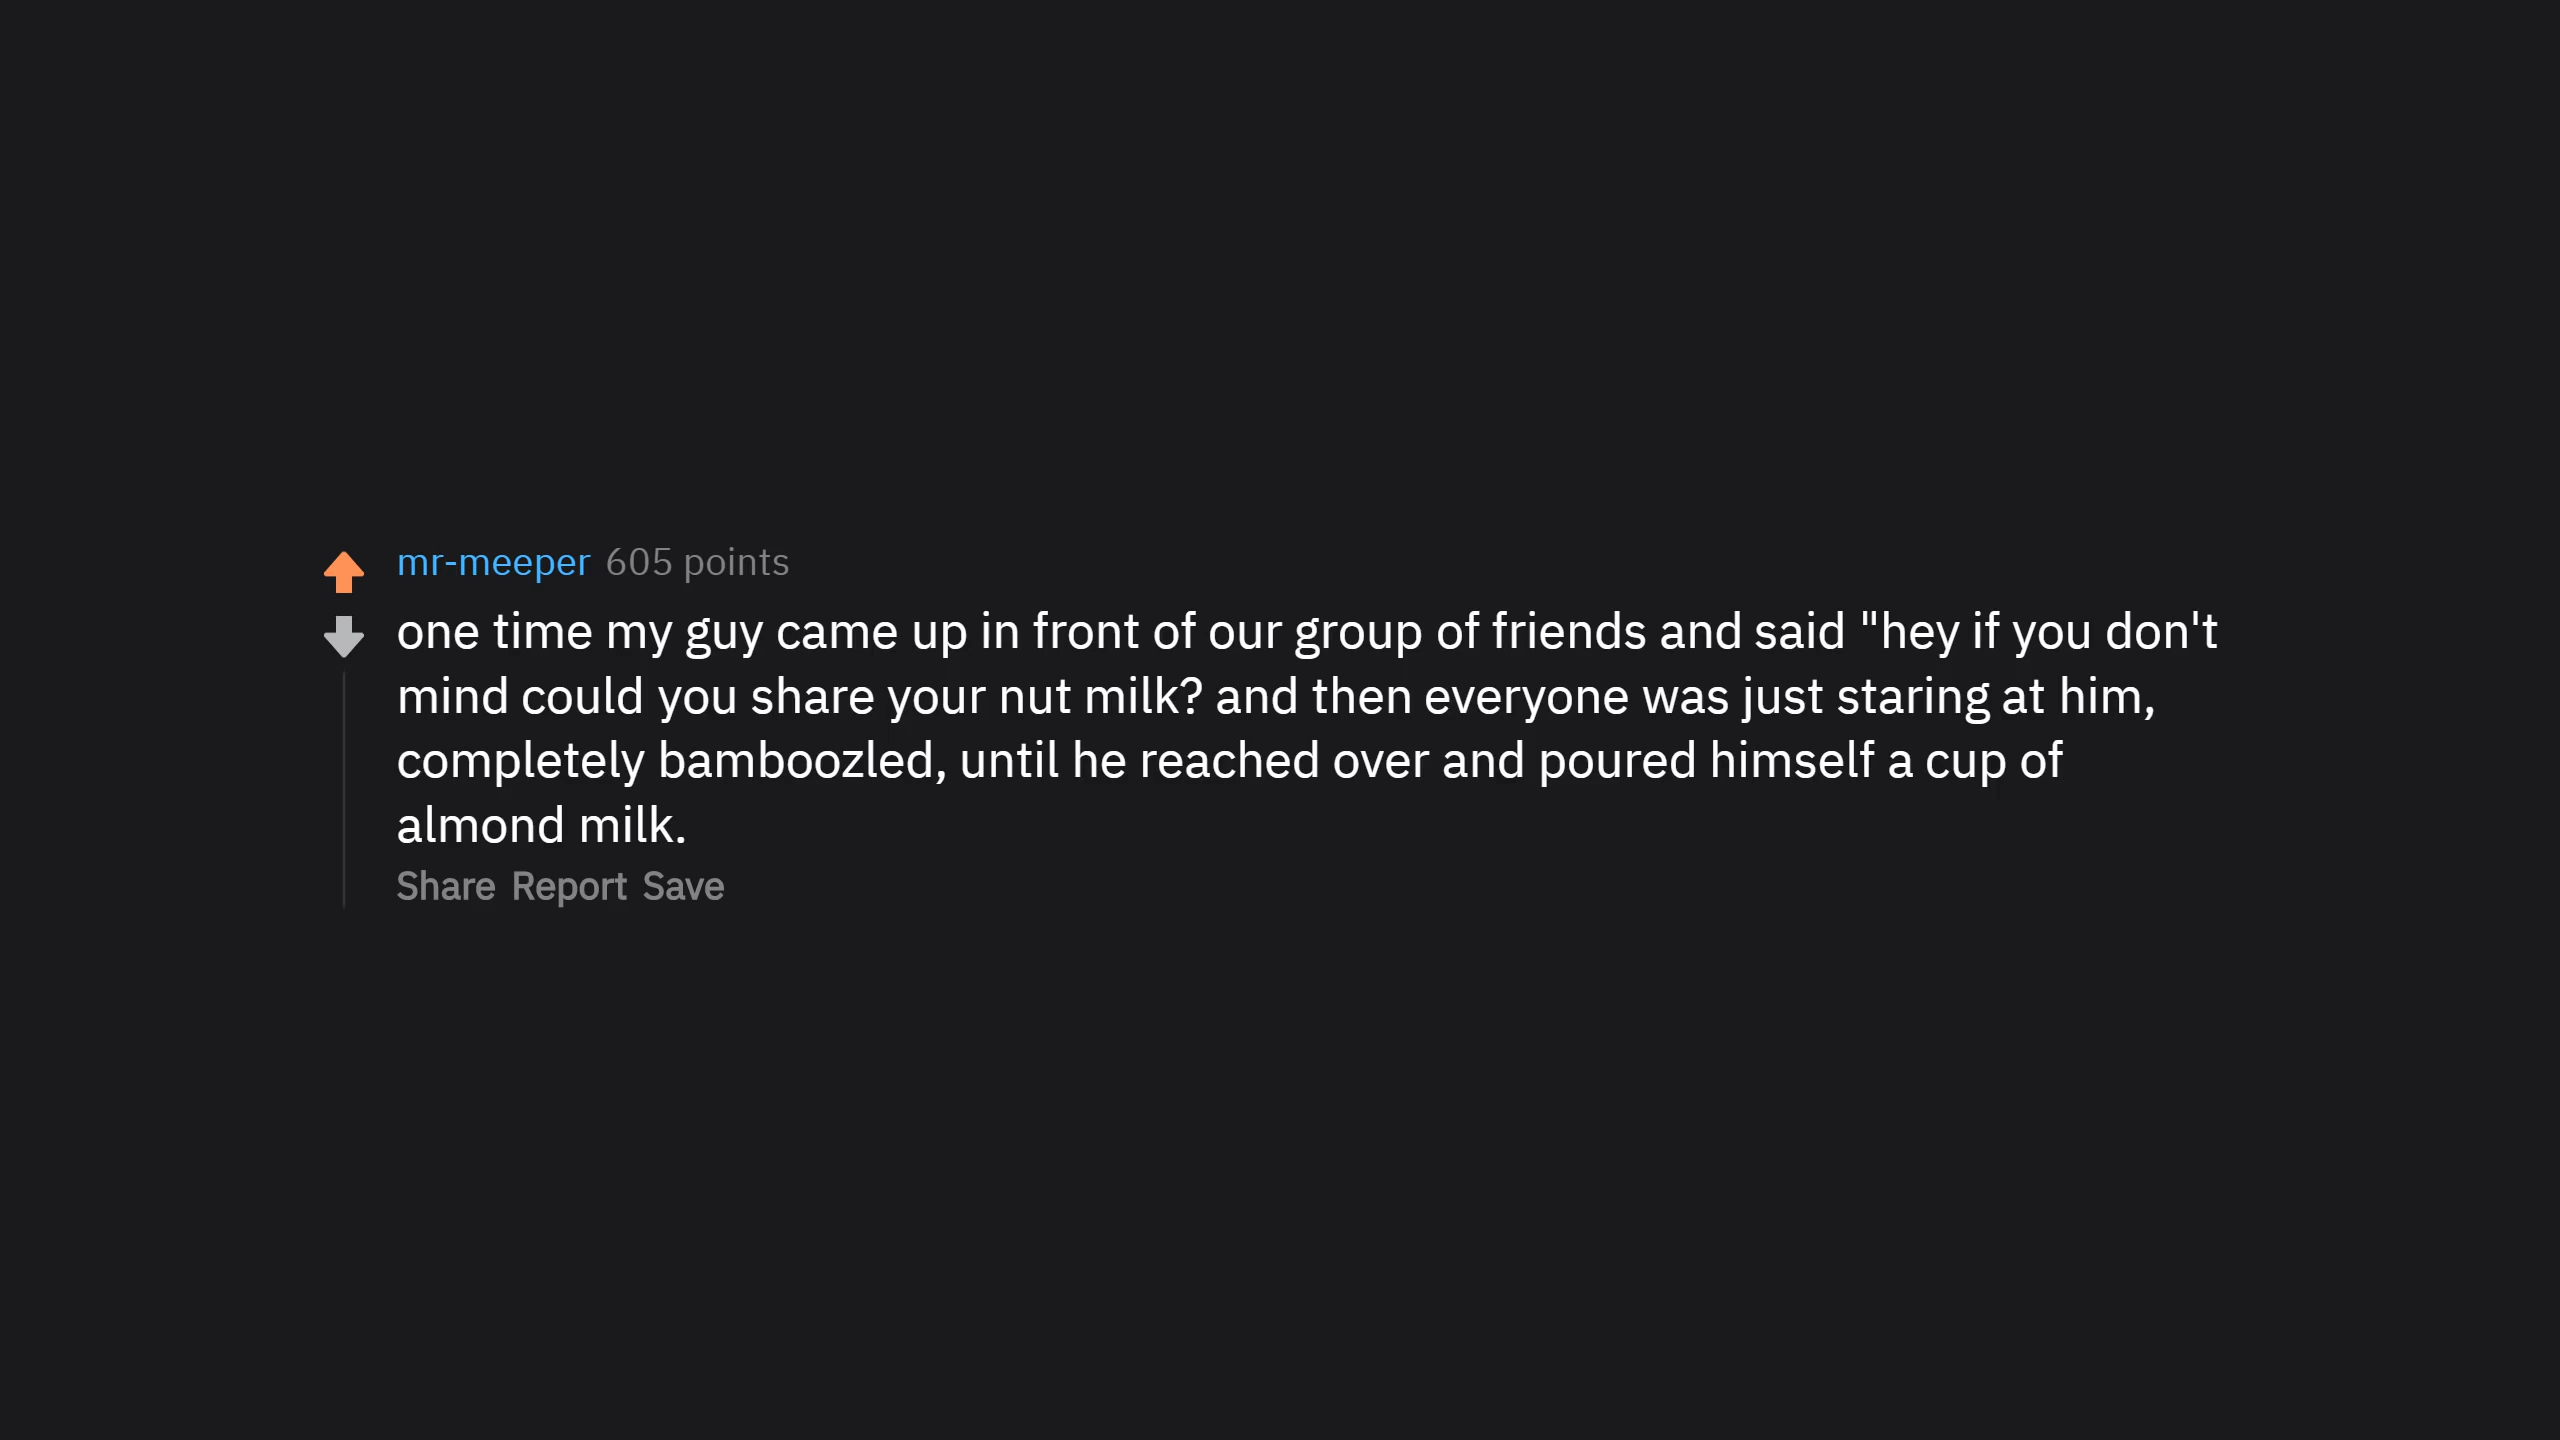 mr-meeper 605 points
one time my guy came up in front of our group of friends and said "hey if you don't
mind could you share your nut milk? and then everyone was just staring at him,
completely bamboozled, until he reached over and poured himself a cup of
almond milk.
Share Report Save